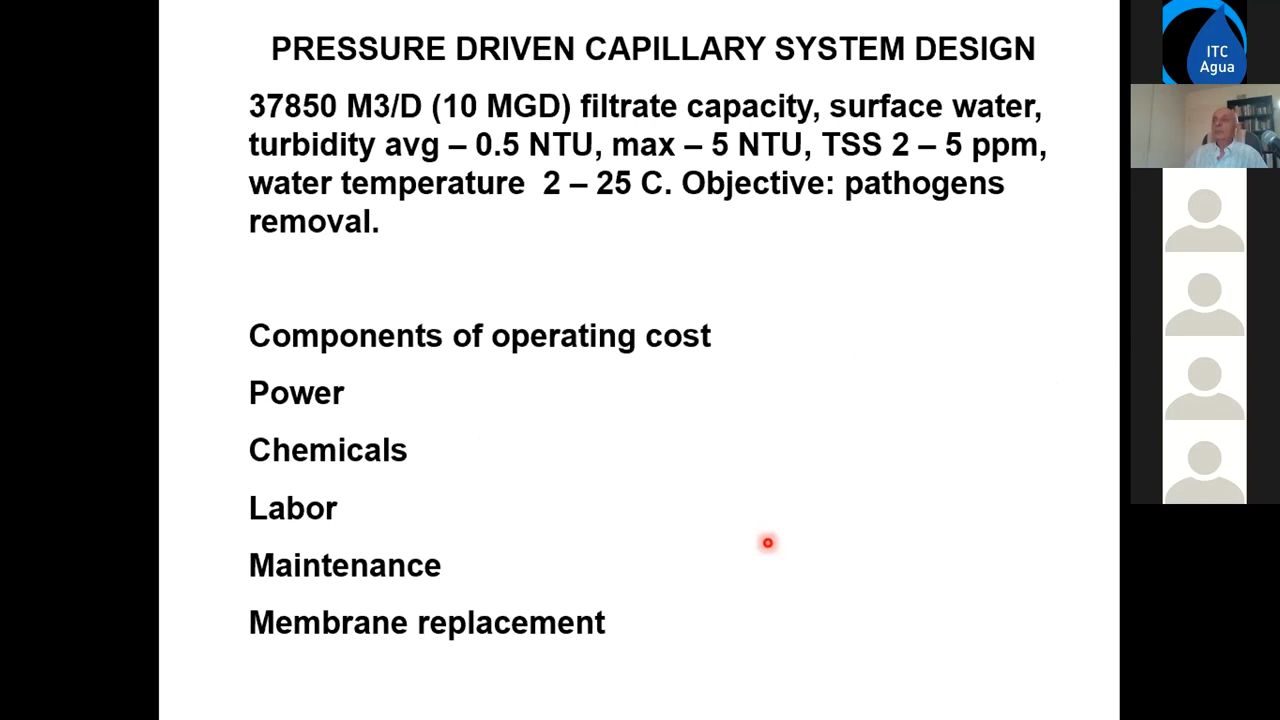 PRESSURE DRIVEN CAPILLARY SYSTEM DESIGN
37850 M3/D (10 MGD) filtrate capacity, surface water,
turbidity avg – 0.5 NTU, max – 5 NTU, TSS 2 – 5 ppm,
water temperature 2 – 25 C. Objective: pathogens
removal.
Components of operating cost
Power
Chemicals
Labor
Maintenance
Membrane replacement
ITC
Agua